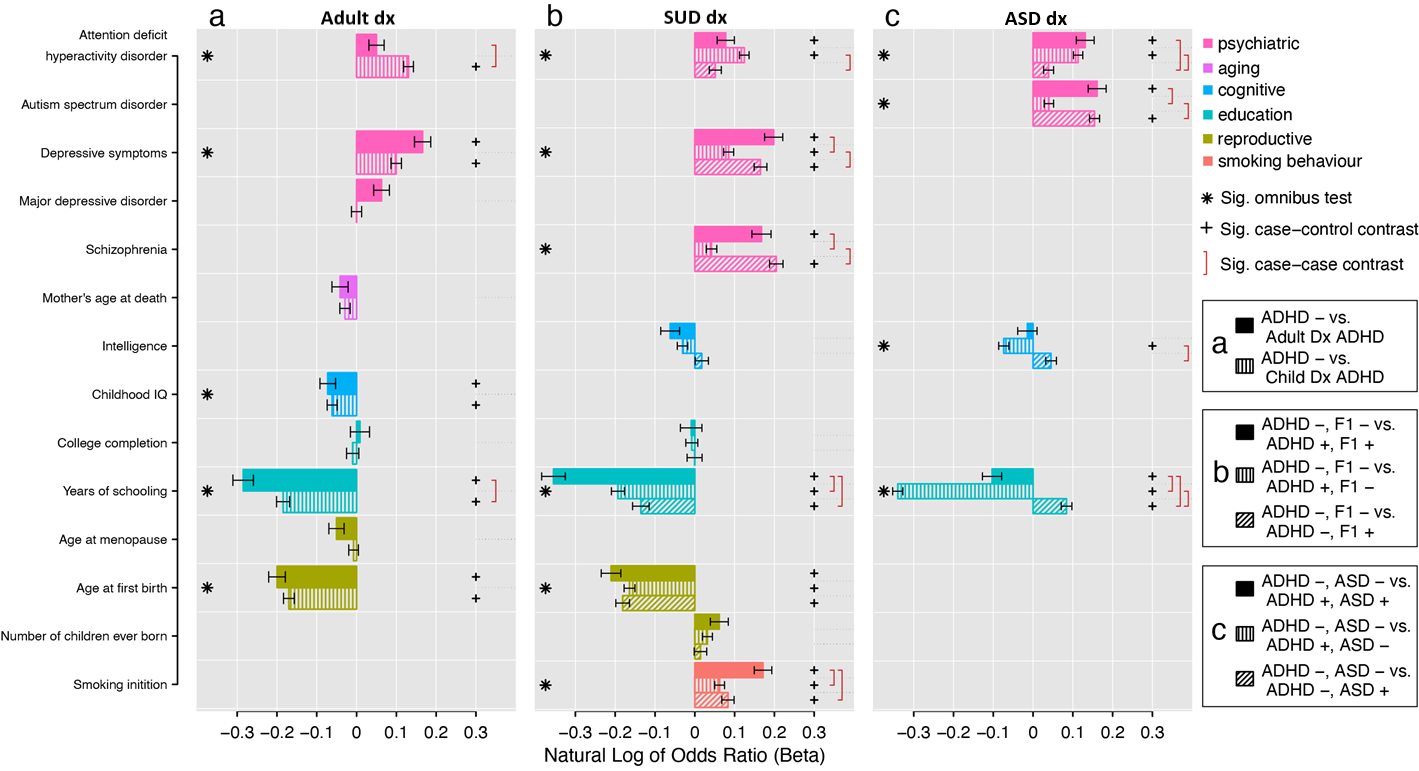 a Adult dx
b SUD dx
c ASD dx
Attention deficit
hyperactivity disorder
Autism spectrum disorder
Depressive symptoms
Major depressive disorder
Schizophrenia
Mother's age at death
Intelligence
Childhood IQ
College completion
Years of schooling
Age at menopause
Age at first birth
Number of children ever born
Smoking initition
−0.3 −0.2 −0.1 0 0.1 0.2 0.3
−0.3 −0.2 −0.1 0 0.1 0.2 0.3
−0.3 −0.2 −0.1 0 0.1 0.2 0.3
Natural Log of Odds Ratio (Beta)
psychiatric
aging
cognitive
education
reproductive
smoking behaviour
* Sig. omnibus test
+ Sig. case−control contrast
] Sig. case−case contrast
a
ADHD − vs.
Adult Dx ADHD
ADHD − vs.
Child Dx ADHD
b
ADHD −, F1 − vs.
ADHD +, F1 +
ADHD −, F1 − vs.
ADHD +, F1 −
ADHD −, F1 − vs.
ADHD −, F1 +
c
ADHD −, ASD − vs.
ADHD +, ASD +
ADHD −, ASD − vs.
ADHD +, ASD −
ADHD −, ASD − vs.
ADHD −, ASD +